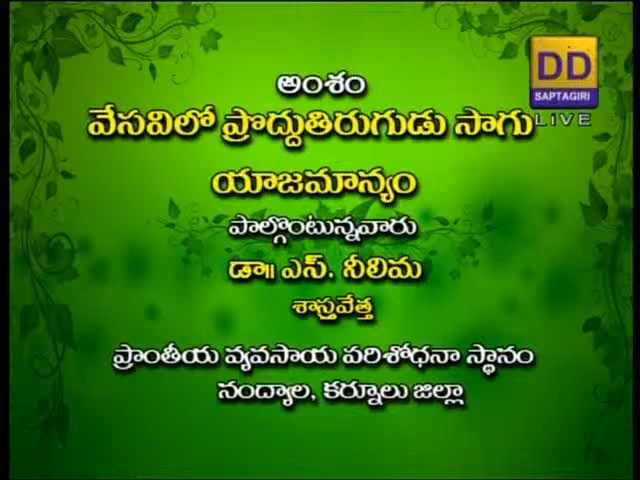 DD
SAPTAGIRI
LIVE
అంశం
వేసవిలో ప్రొద్దుతిరుగుడు సాగు
యాజమాన్యం
పాల్గొంటున్నవారు
డా॥ ఎస్. నీలిమ
శాస్త్రవేత్త
ప్రాంతీయ వ్యవసాయ పరిశోధనా స్థానం
నంద్యాల, కర్నూలు జిల్లా